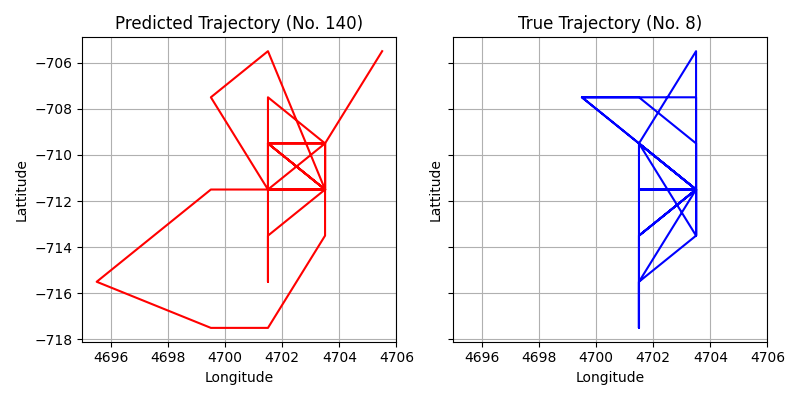 Predicted Trajectory (No. 140)
Lattitude
−706
−708
−710
−712
−714
−716
−718
4696 4698 4700 4702 4704 4706
Longitude
True Trajectory (No. 8)
Lattitude
4696 4698 4700 4702 4704 4706
Longitude